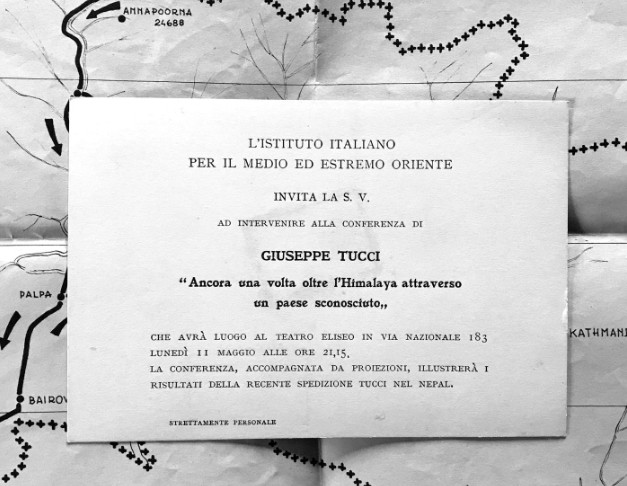 ANNAPOORNA
24688
L'ISTITUTO ITALIANO
PER IL MEDIO ED ESTREMO ORIENTE
INVITA LA S. V.
AD INTERVENIRE ALLA CONFERENZA DI
GIUSEPPE TUCCI
“Ancora una volta oltre l'Himalaya attraverso
un paese sconosciuto„
CHE AVRÀ LUOGO AL TEATRO ELISEO IN VIA NAZIONALE 183
LUNEDÌ 11 MAGGIO ALLE ORE 21,15.
LA CONFERENZA, ACCOMPAGNATA DA PROIEZIONI, ILLUSTRERÀ I
RISULTATI DELLA RECENTE SPEDIZIONE TUCCI NEL NEPAL.
STRETTAMENTE PERSONALE
PALPA
KATHMAN
BAIROV